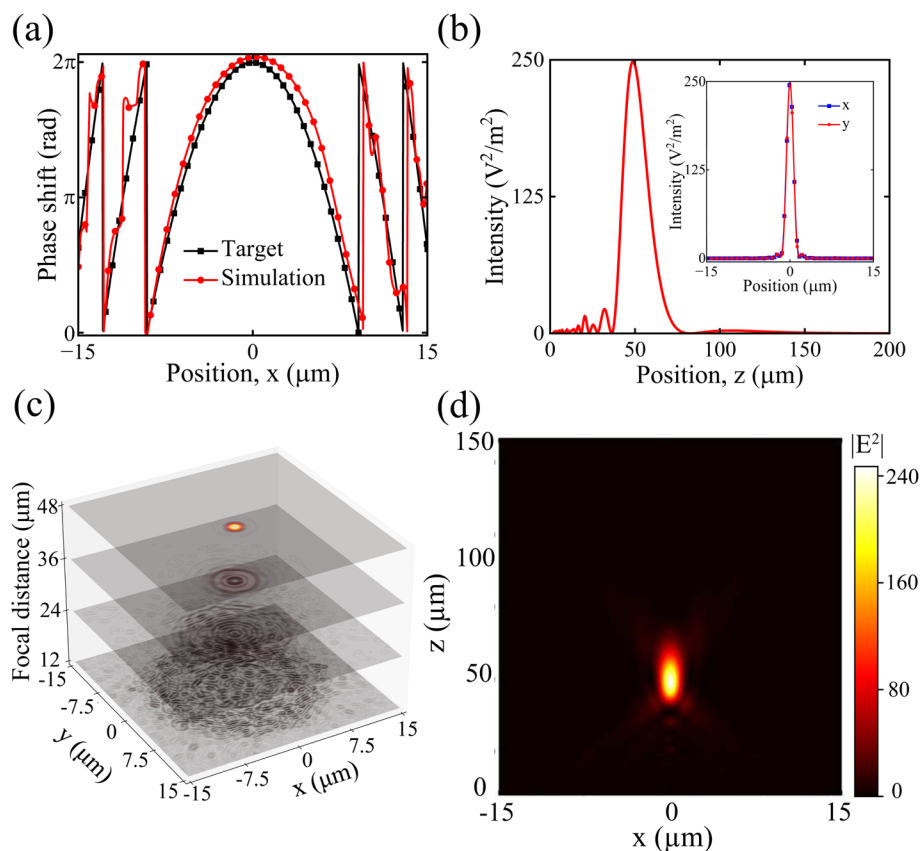 (a)
2π
π
0
Phase shift (rad)
Target
Simulation
−15
0
15
Position, x (μm)
(b)
250
125
0
Intensity (V²/m²)
0
50
100
150
200
Position, z (μm)
250
125
0
Intensity (V²/m²)
x
y
−15
0
15
Position (μm)
(c)
48
36
24
12
Focal distance (μm)
-15
-7.5
0
7.5
15
y (μm)
-15
-7.5
0
7.5
15
x (μm)
(d)
150
100
50
0
z (μm)
-15
0
15
x (μm)
|E²|
240
160
80
0